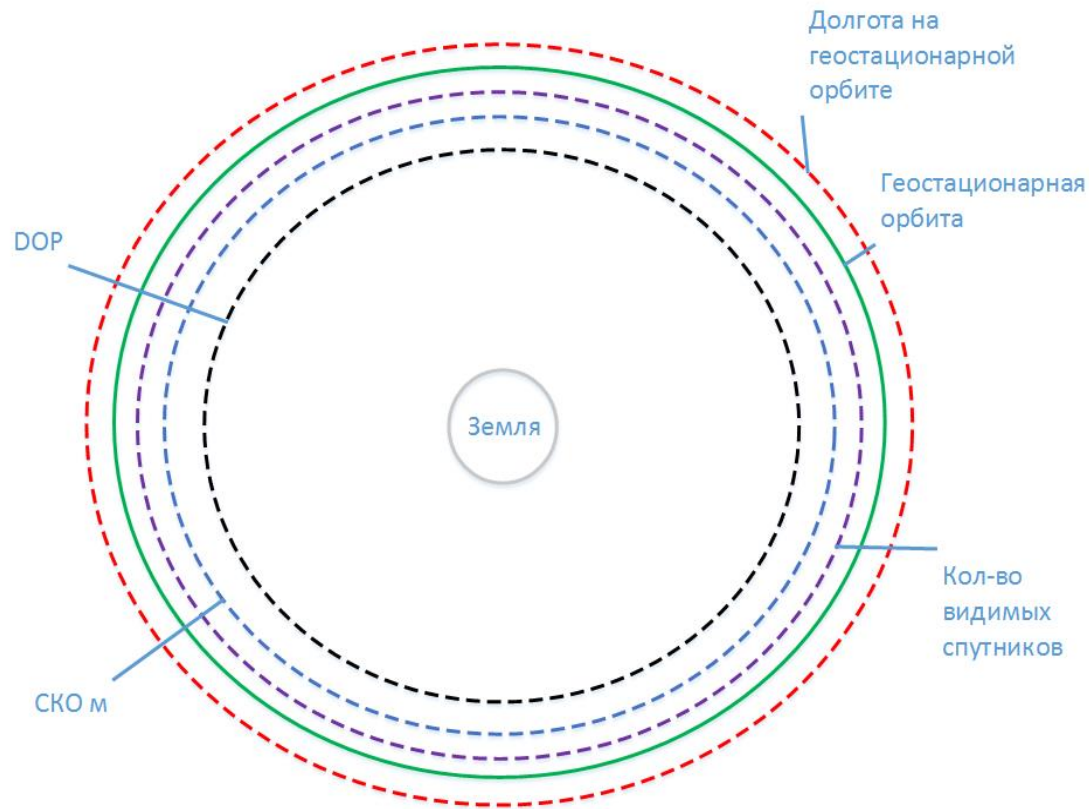 Долгота на
геостационарной
орбите
Геостационарная
орбита
DOP
Земля
Кол-во
видимых
спутников
СКО м